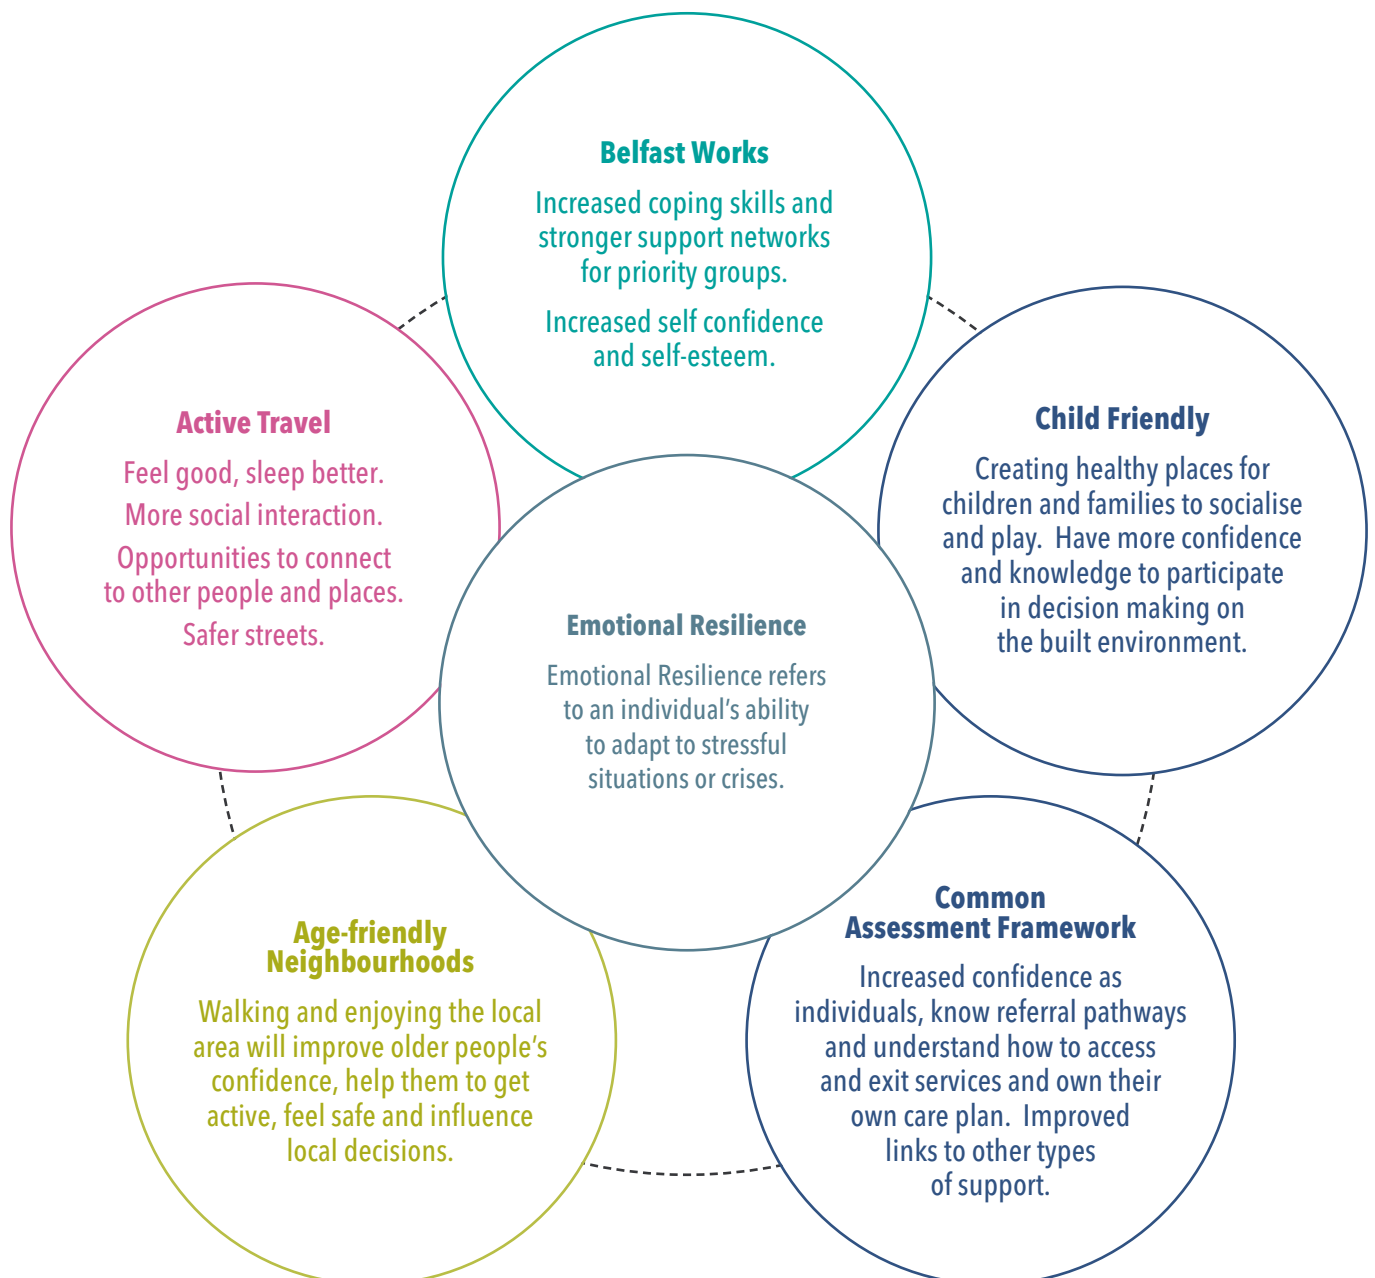 Belfast Works
Increased coping skills and
stronger support networks
for priority groups.
Increased self confidence
and self-esteem.
Active Travel
Feel good, sleep better.
More social interaction.
Opportunities to connect
to other people and places.
Safer streets.
Child Friendly
Creating healthy places for
children and families to socialise
and play.  Have more confidence
and knowledge to participate
in decision making on
the built environment.
Emotional Resilience
Emotional Resilience refers
to an individual's ability
to adapt to stressful
situations or crises.
Age-friendly
Neighbourhoods
Walking and enjoying the local
area will improve older people's
confidence, help them to get
active, feel safe and influence
local decisions.
Common
Assessment Framework
Increased confidence as
individuals, know referral pathways
and understand how to access
and exit services and own their
own care plan.  Improved
links to other types
of support.